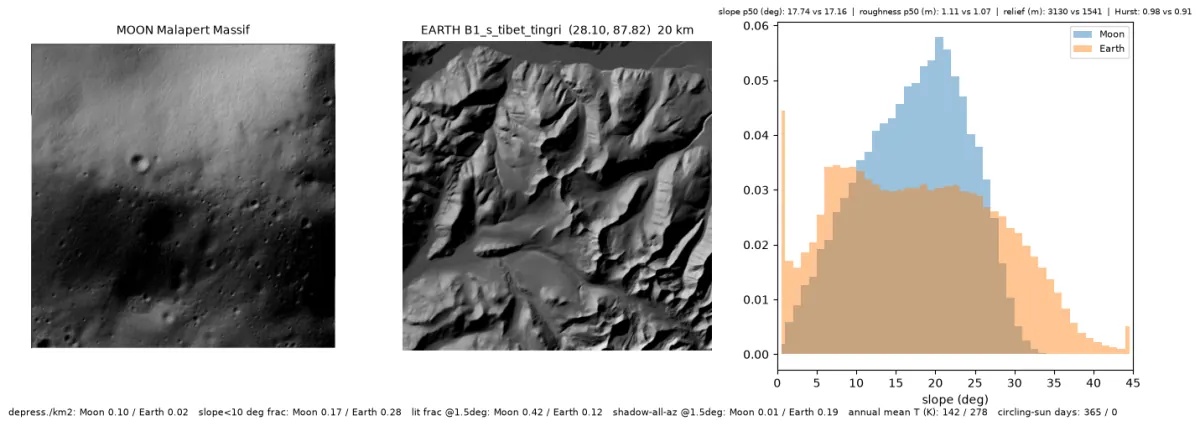 slope p50 (deg): 17.74 vs 17.16 | roughness p50 (m): 1.11 vs 1.07 | relief (m): 3130 vs 1541 | Hurst: 0.98 vs 0.91
MOON Malapert Massif
EARTH B1_s_tibet_tingri (28.10, 87.82) 20 km
Moon
Earth
0.06
0.05
0.04
0.03
0.02
0.01
0.00
0 5 10 15 20 25 30 35 40 45
slope (deg)
depress./km2: Moon 0.10 / Earth 0.02 slope<10 deg frac: Moon 0.17 / Earth 0.28 lit frac @1.5deg: Moon 0.42 / Earth 0.12 shadow-all-az @1.5deg: Moon 0.01 / Earth 0.19 annual mean T (K): 142 / 278 circling-sun days: 365 / 0